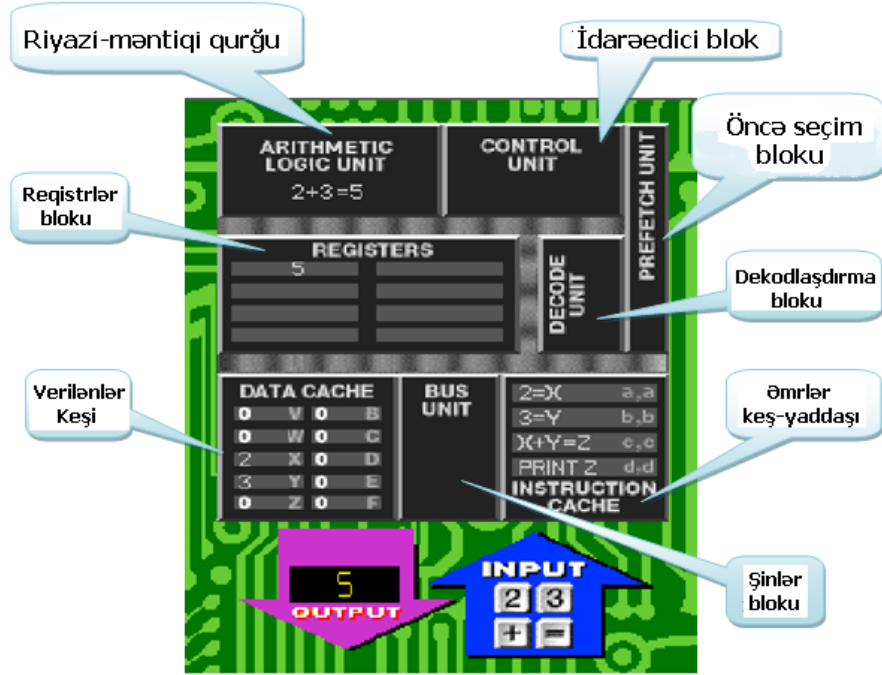 Riyazi-məntiqi qurğu
İdarəedici blok
Öncə seçim
bloku
ARITHMETIC
LOGIC UNIT
2+3=5
CONTROL
UNIT
PREFETCH UNIT
Reqistrlər
bloku
REGISTERS
5
DECODE
UNIT
Dekodlaşdırma
bloku
Verilənlər
Keşi
DATA CACHE
0 V 0 B
0 W 0 C
2 X 0 D
3 Y 0 E
0 Z 0 F
BUS
UNIT
2=X a,a
3=Y b,b
X+Y=Z c,c
PRINT Z d,d
INSTRUCTION
CACHE
Əmrlər
keş-yaddaşı
5
OUTPUT
INPUT
2 3
+ =
Şinlər
bloku